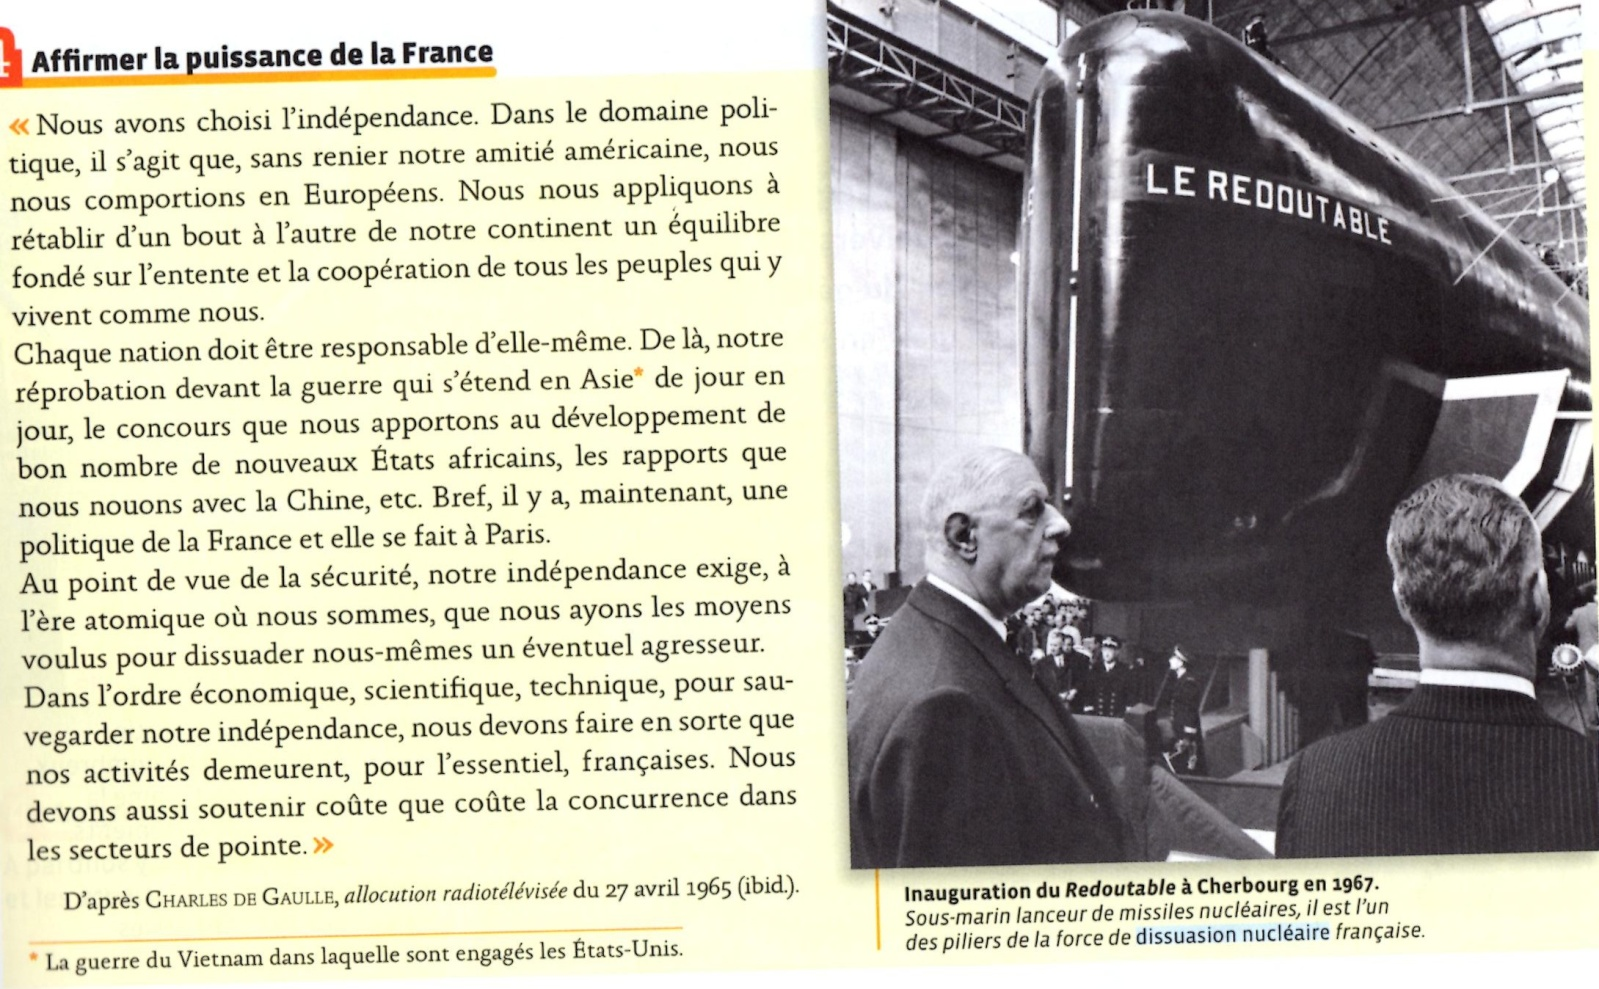 4
Affirmer la puissance de la France
« Nous avons choisi l'indépendance. Dans le domaine poli-
tique, il s'agit que, sans renier notre amitié américaine, nous
nous comportions en Européens. Nous nous appliquons à
rétablir d'un bout à l'autre de notre continent un équilibre
fondé sur l'entente et la coopération de tous les peuples qui y
vivent comme nous.
Chaque nation doit être responsable d'elle-même. De là, notre
réprobation devant la guerre qui s'étend en Asie* de jour en
jour, le concours que nous apportons au développement de
bon nombre de nouveaux États africains, les rapports que
nous nouons avec la Chine, etc. Bref, il y a, maintenant, une
politique de la France et elle se fait à Paris.
Au point de vue de la sécurité, notre indépendance exige, à
l'ère atomique où nous sommes, que nous ayons les moyens
voulus pour dissuader nous-mêmes un éventuel agresseur.
Dans l'ordre économique, scientifique, technique, pour sau-
vegarder notre indépendance, nous devons faire en sorte que
nos activités demeurent, pour l'essentiel, françaises. Nous
devons aussi soutenir coûte que coûte la concurrence dans
les secteurs de pointe. »
D'après CHARLES DE GAULLE, allocution radiotélévisée du 27 avril 1965 (ibid.).
* La guerre du Vietnam dans laquelle sont engagés les États-Unis.
LE REDOUTABLE
Inauguration du Redoutable à Cherbourg en 1967.
Sous-marin lanceur de missiles nucléaires, il est l'un
des piliers de la force de dissuasion nucléaire française.